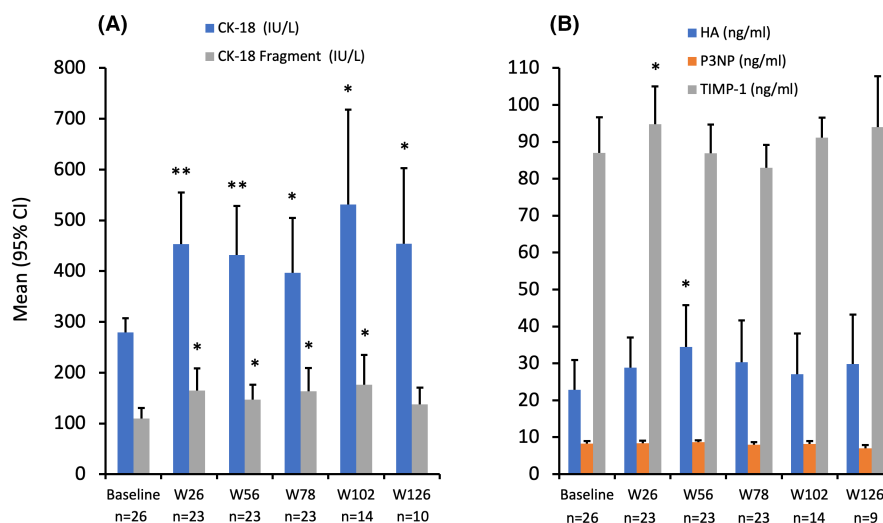 (A)
CK-18 (IU/L)
CK-18 Fragment (IU/L)
Mean (95% CI)
800
700
600
500
400
300
200
100
0
** ** * * *
* * * *
Baseline W26 W56 W78 W102 W126
n=26 n=23 n=23 n=23 n=14 n=10
(B)
HA (ng/ml)
P3NP (ng/ml)
TIMP-1 (ng/ml)
110
100
90
80
70
60
50
40
30
20
10
0
*
*
Baseline W26 W56 W78 W102 W126
n=26 n=23 n=23 n=23 n=14 n=9